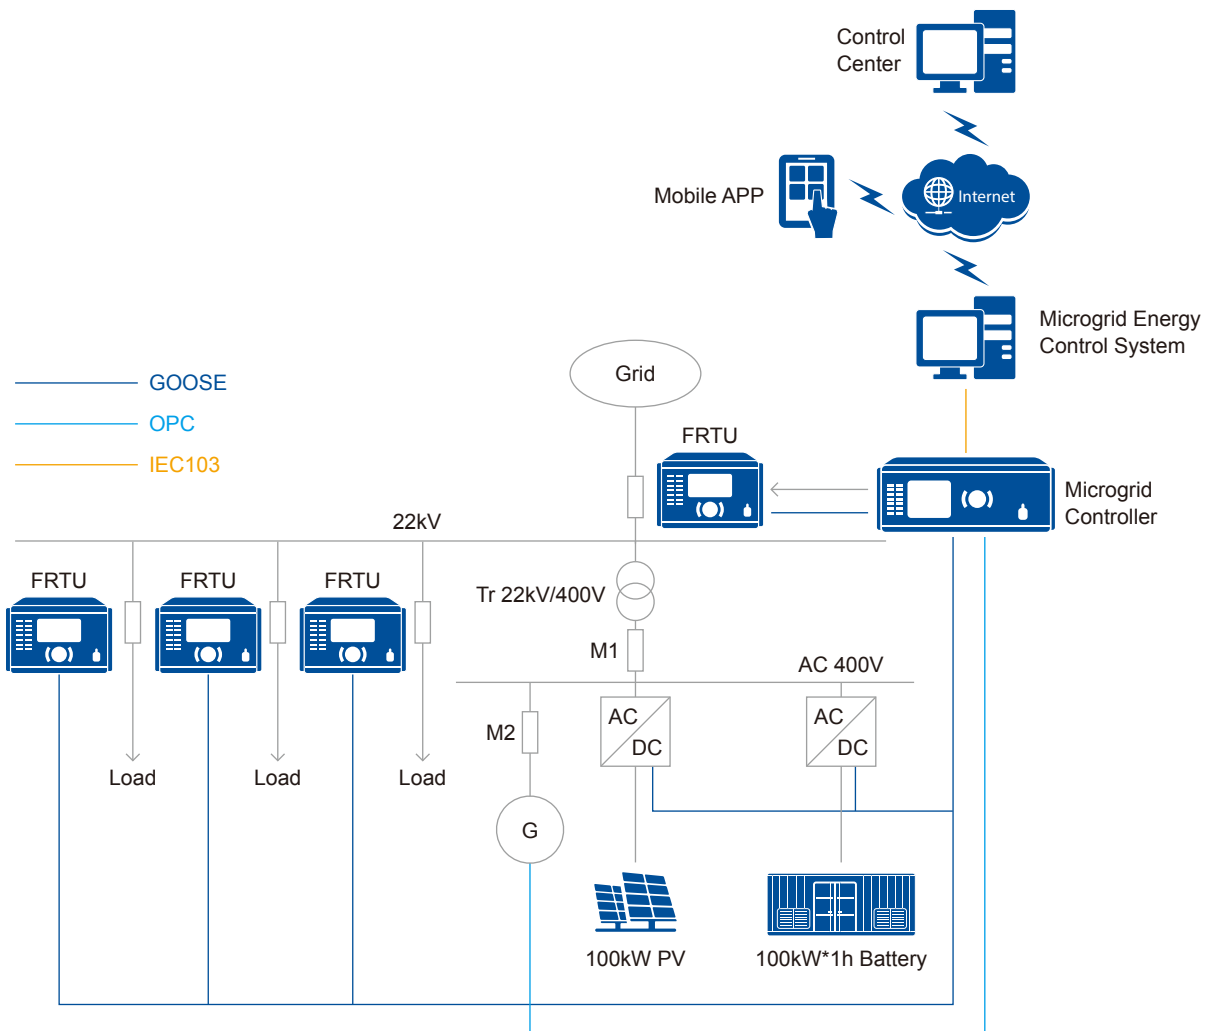 Control
Center
Mobile APP
Internet
Microgrid Energy
Control System
GOOSE
OPC
IEC103
Grid
FRTU
Microgrid
Controller
22kV
FRTU
FRTU
FRTU
Tr 22kV/400V
M1
AC 400V
M2
AC
DC
AC
DC
Load
Load
Load
G
100kW PV
100kW*1h Battery